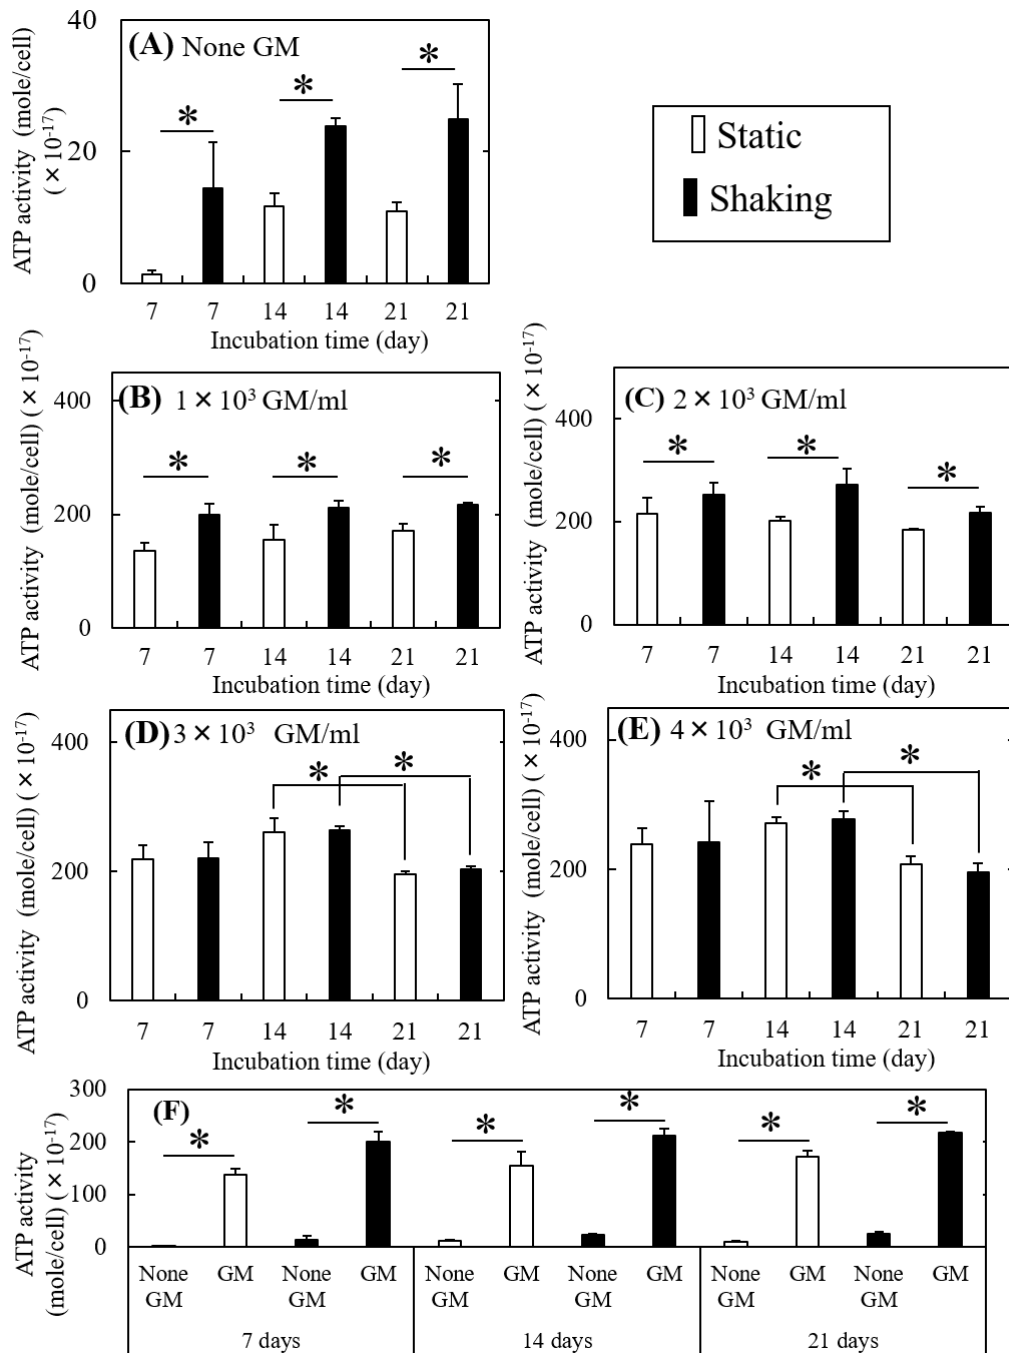 (A) None GM
ATP activity (mole/cell)
(×10⁻¹⁷)
40
20
0
7 7 14 14 21 21
Incubation time (day)
*
*
*
Static
Shaking
(B) 1×10³ GM/ml
ATP activity (mole/cell) (×10⁻¹⁷)
400
200
0
7 7 14 14 21 21
Incubation time (day)
*
*
*
(C) 2×10³ GM/ml
ATP activity (mole/cell) (×10⁻¹⁷)
400
200
0
7 7 14 14 21 21
Incubation time (day)
*
*
*
(D) 3×10³ GM/ml
ATP activity (mole/cell) (×10⁻¹⁷)
400
200
0
7 7 14 14 21 21
Incubation time (day)
*
*
(E) 4×10³ GM/ml
ATP activity (mole/cell) (×10⁻¹⁷)
400
200
0
7 7 14 14 21 21
Incubation time (day)
*
*
(F)
ATP activity
(mole/cell) (×10⁻¹⁷)
300
200
100
0
*
*
*
*
*
*
None GM None GM None GM None GM None GM None GM
GM GM GM GM GM GM
7 days 14 days 21 days